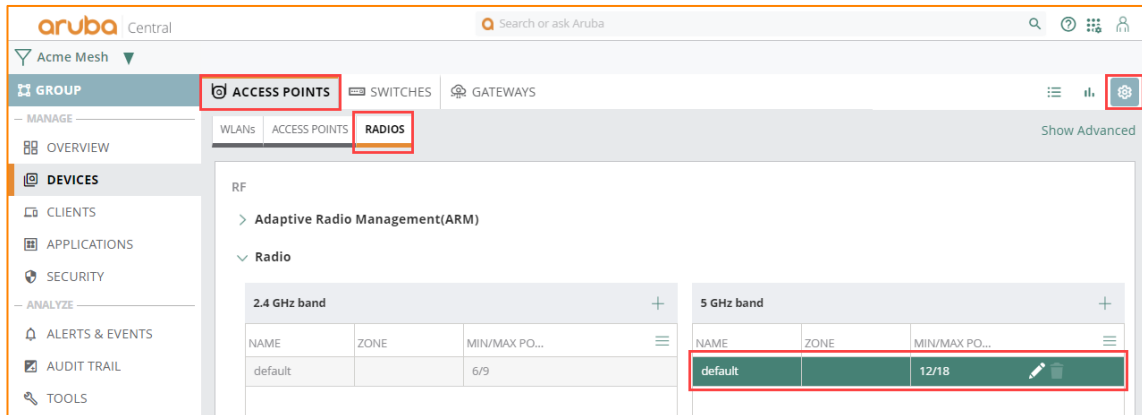 aruba Central Search or ask Aruba
Acme Mesh
GROUP ACCESS POINTS SWITCHES GATEWAYS
MANAGE
WLANs ACCESS POINTS RADIOS Show Advanced
OVERVIEW
DEVICES
RF
CLIENTS
Adaptive Radio Management(ARM)
APPLICATIONS
Radio
SECURITY
ANALYZE
2.4 GHz band 5 GHz band
ALERTS & EVENTS
NAME ZONE MIN/MAX PO... NAME ZONE MIN/MAX PO...
AUDIT TRAIL
default 6/9 default 12/18
TOOLS